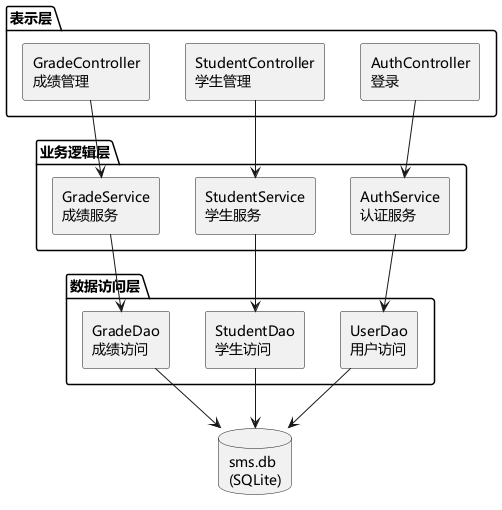 表示层
GradeController
成绩管理
StudentController
学生管理
AuthController
登录
业务逻辑层
GradeService
成绩服务
StudentService
学生服务
AuthService
认证服务
数据访问层
GradeDao
成绩访问
StudentDao
学生访问
UserDao
用户访问
sms.db
(SQLite)